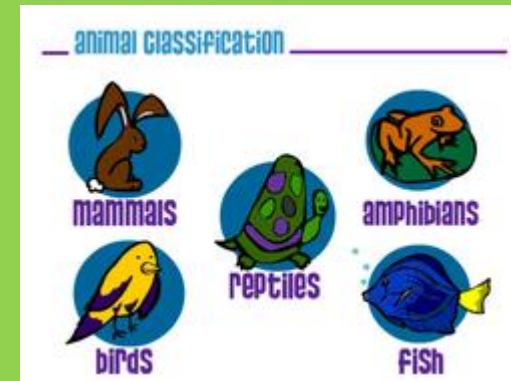 animal classification
mammals
amphibians
reptiles
birds
fish